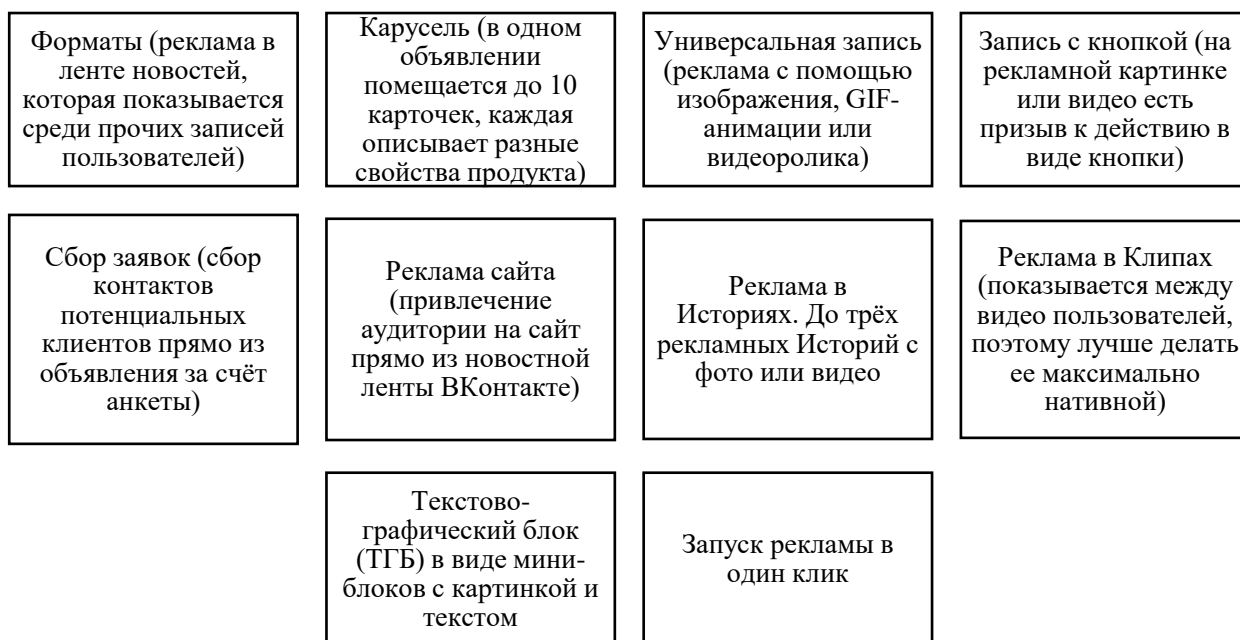 Форматы (реклама в
ленте новостей,
которая показывается
среди прочих записей
пользователей)
Карусель (в одном
объявлении
помещается до 10
карточек, каждая
описывает разные
свойства продукта)
Универсальная запись
(реклама с помощью
изображения, GIF-
анимации или
видеоролика)
Запись с кнопкой (на
рекламной картинке
или видео есть
призыв к действию в
виде кнопки)
Сбор заявок (сбор
контактов
потенциальных
клиентов прямо из
объявления за счёт
анкеты)
Реклама сайта
(привлечение
аудитории на сайт
прямо из новостной
ленты ВКонтакте)
Реклама в
Историях. До трёх
рекламных Историй с
фото или видео
Реклама в Клипах
(показывается между
видео пользователей,
поэтому лучше делать
ее максимально
нативной)
Текстово-
графический блок
(ТГБ) в виде мини-
блоков с картинкой и
текстом
Запуск рекламы в
один клик